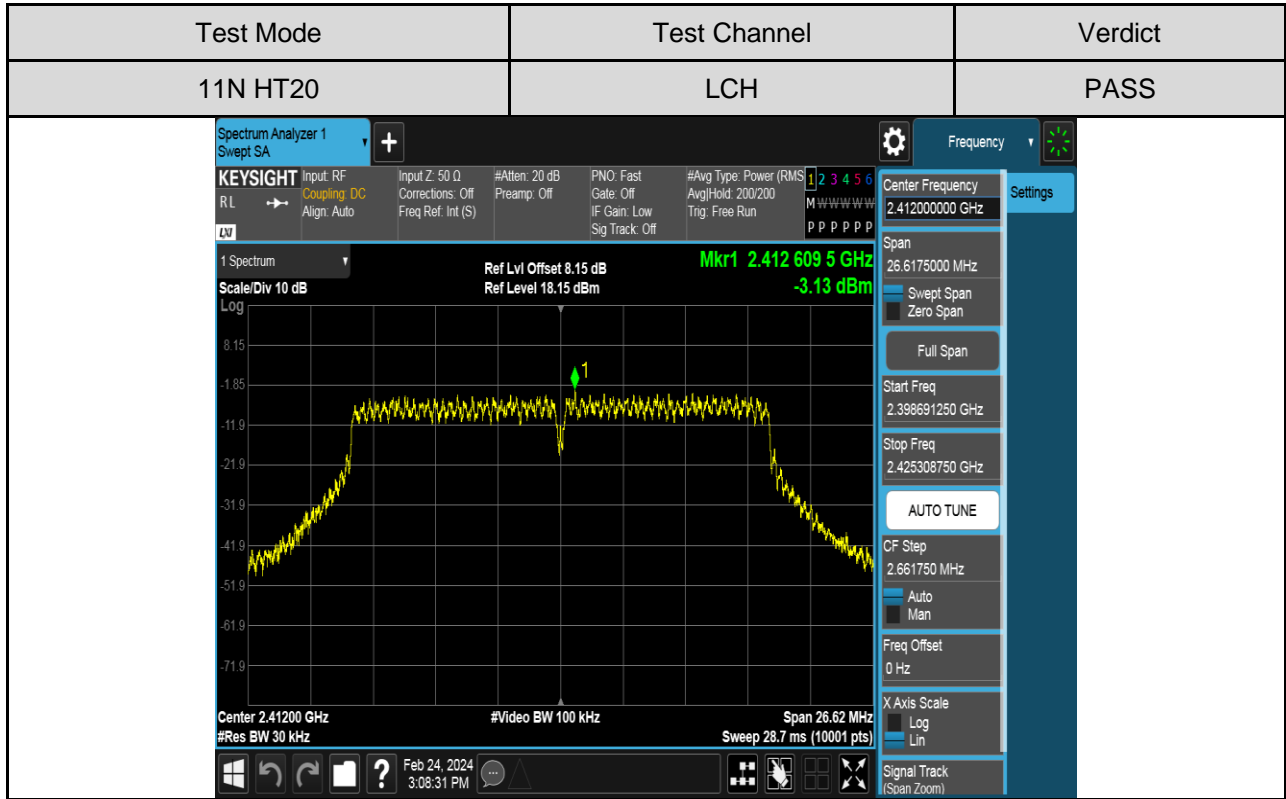 Test Mode
Test Channel
Verdict
11N HT20
LCH
PASS
Spectrum Analyzer 1
Swept SA
+
Frequency
KEYSIGHT
RL
LXI
Input: RF
Coupling: DC
Align: Auto
Input Z: 50 Ω
Corrections: Off
Freq Ref: Int (S)
#Atten: 20 dB
Preamp: Off
PNO: Fast
Gate: Off
IF Gain: Low
Sig Track: Off
#Avg Type: Power (RMS
Avg|Hold: 200/200
Trig: Free Run
1 2 3 4 5 6
M W W W W W
P P P P P P
1 Spectrum
Scale/Div 10 dB
Log
Ref Lvl Offset 8.15 dB
Ref Level 18.15 dBm
Mkr1 2.412 609 5 GHz
-3.13 dBm
1
8.15
-1.85
-11.9
-21.9
-31.9
-41.9
-51.9
-61.9
-71.9
Center 2.41200 GHz
#Res BW 30 kHz
#Video BW 100 kHz
Span 26.62 MHz
Sweep 28.7 ms (10001 pts)
Center Frequency
2.412000000 GHz
Settings
Span
26.6175000 MHz
Swept Span
Zero Span
Full Span
Start Freq
2.398691250 GHz
Stop Freq
2.425308750 GHz
AUTO TUNE
CF Step
2.661750 MHz
Auto
Man
Freq Offset
0 Hz
X Axis Scale
Log
Lin
Signal Track
(Span Zoom)
?
Feb 24, 2024
3:08:31 PM